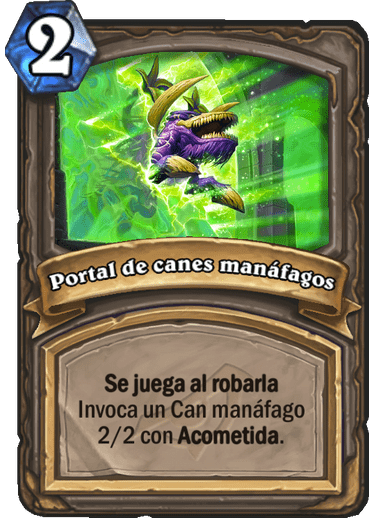 2
Portal de canes manáfagos
Se juega al robarla
Invoca un Can manáfago
2/2 con Acometida.